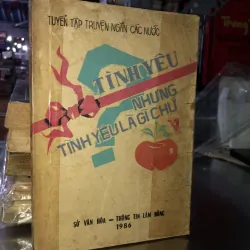 TUYỂN TẬP TRUYỆN NGẮN CÁC NƯỚC
TÌNH YÊU
NHƯNG
TÌNH YÊU LÀ GÌ CHỨ
?
SỞ VĂN HÓA - THÔNG TIN LÂM ĐỒNG
1986